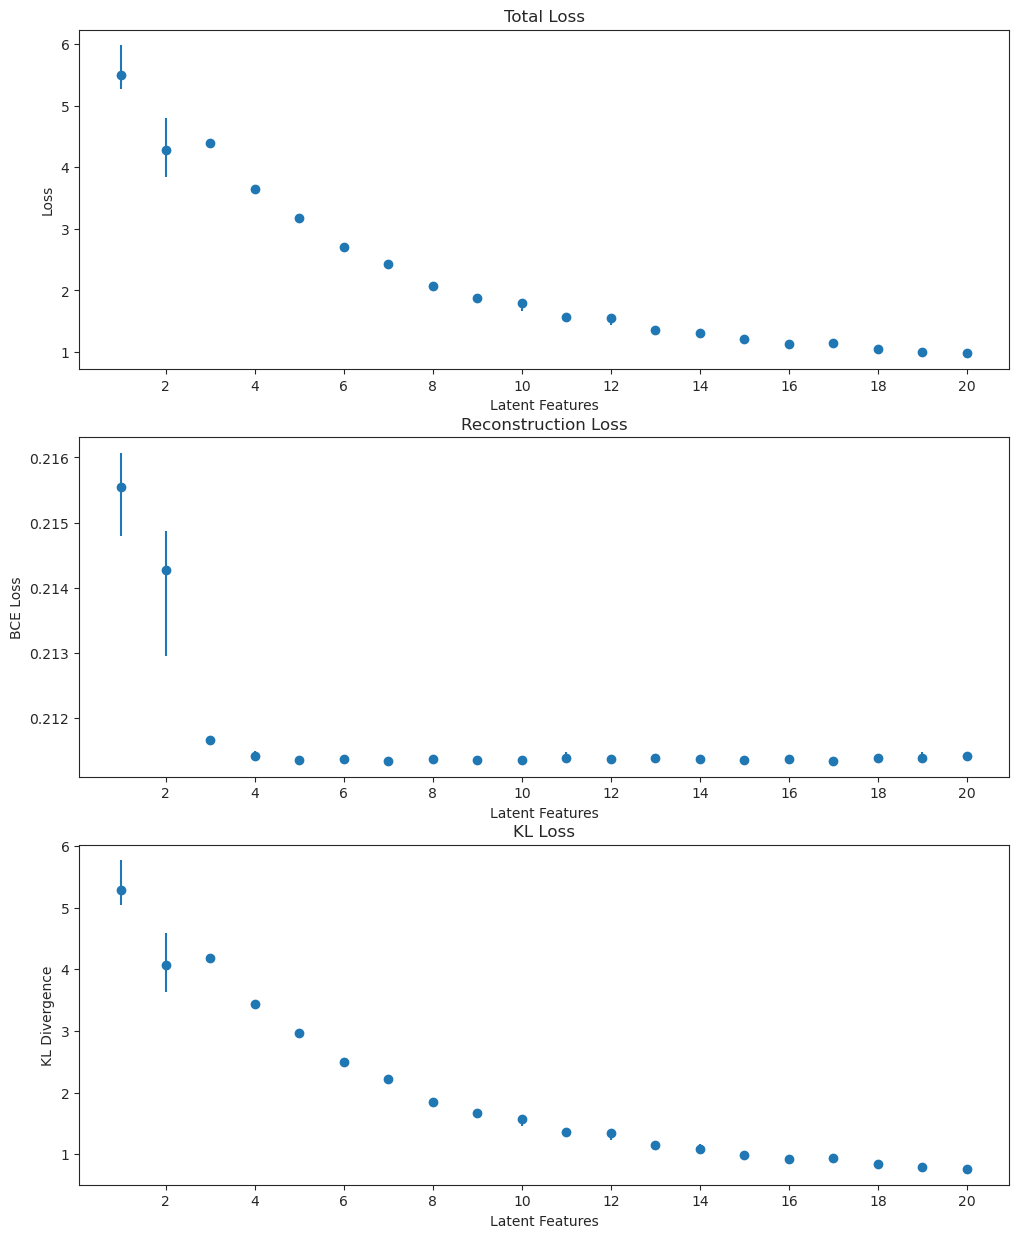 Total Loss
6
5
4
3
2
1
Loss
2 4 6 8 10 12 14 16 18 20
Latent Features
Reconstruction Loss
0.216
0.215
0.214
0.213
0.212
BCE Loss
2 4 6 8 10 12 14 16 18 20
Latent Features
KL Loss
6
5
4
3
2
1
KL Divergence
2 4 6 8 10 12 14 16 18 20
Latent Features